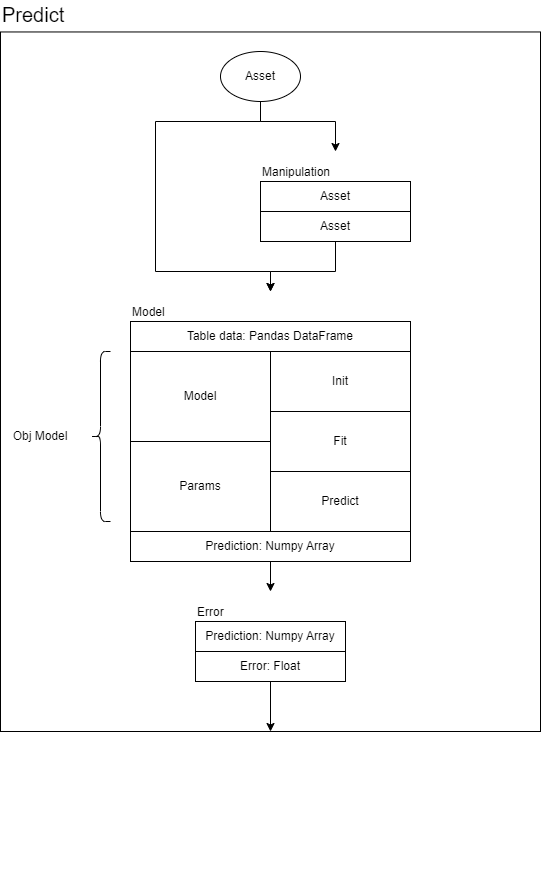 Predict
Asset
Manipulation
Asset
Asset
Model
Table data: Pandas DataFrame
Model
Init
Obj Model
Fit
Params
Predict
Prediction: Numpy Array
Error
Prediction: Numpy Array
Error: Float